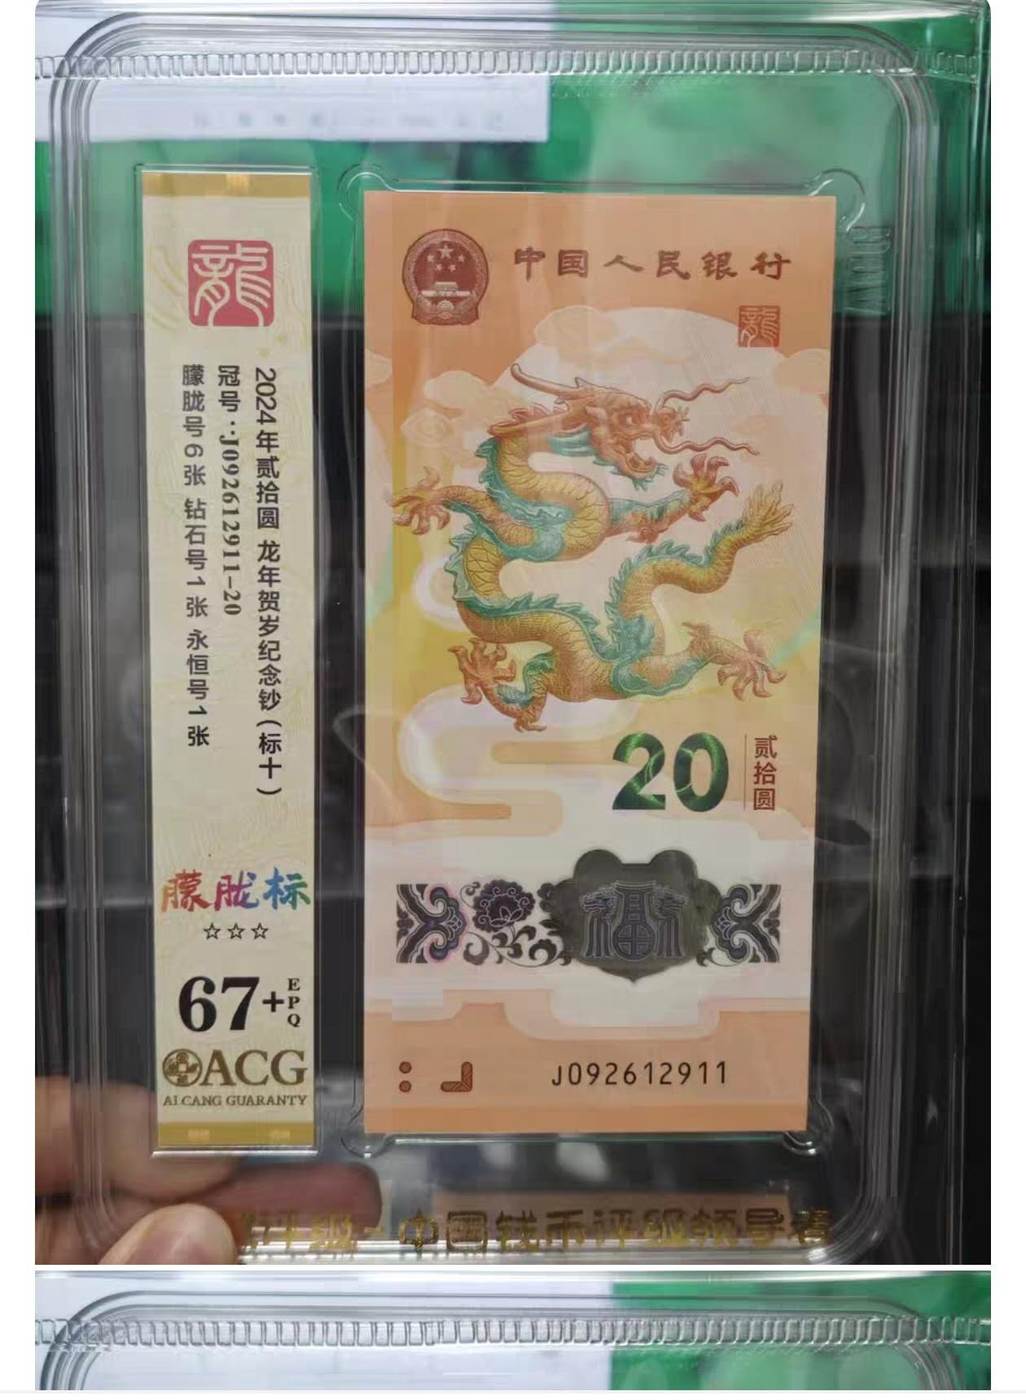 龍
2024年贰拾圆 龙年贺岁纪念钞(标十)
冠号:J092612911-20
朦胧号6张 钻石号1张 永恒号1张
朦胧标
☆☆☆
67+EPQ
ACG
AI CANG GUARANTY
中国人民银行
龍
20
贰拾圆
福
J092612911
评级-中國钱币评级领导者